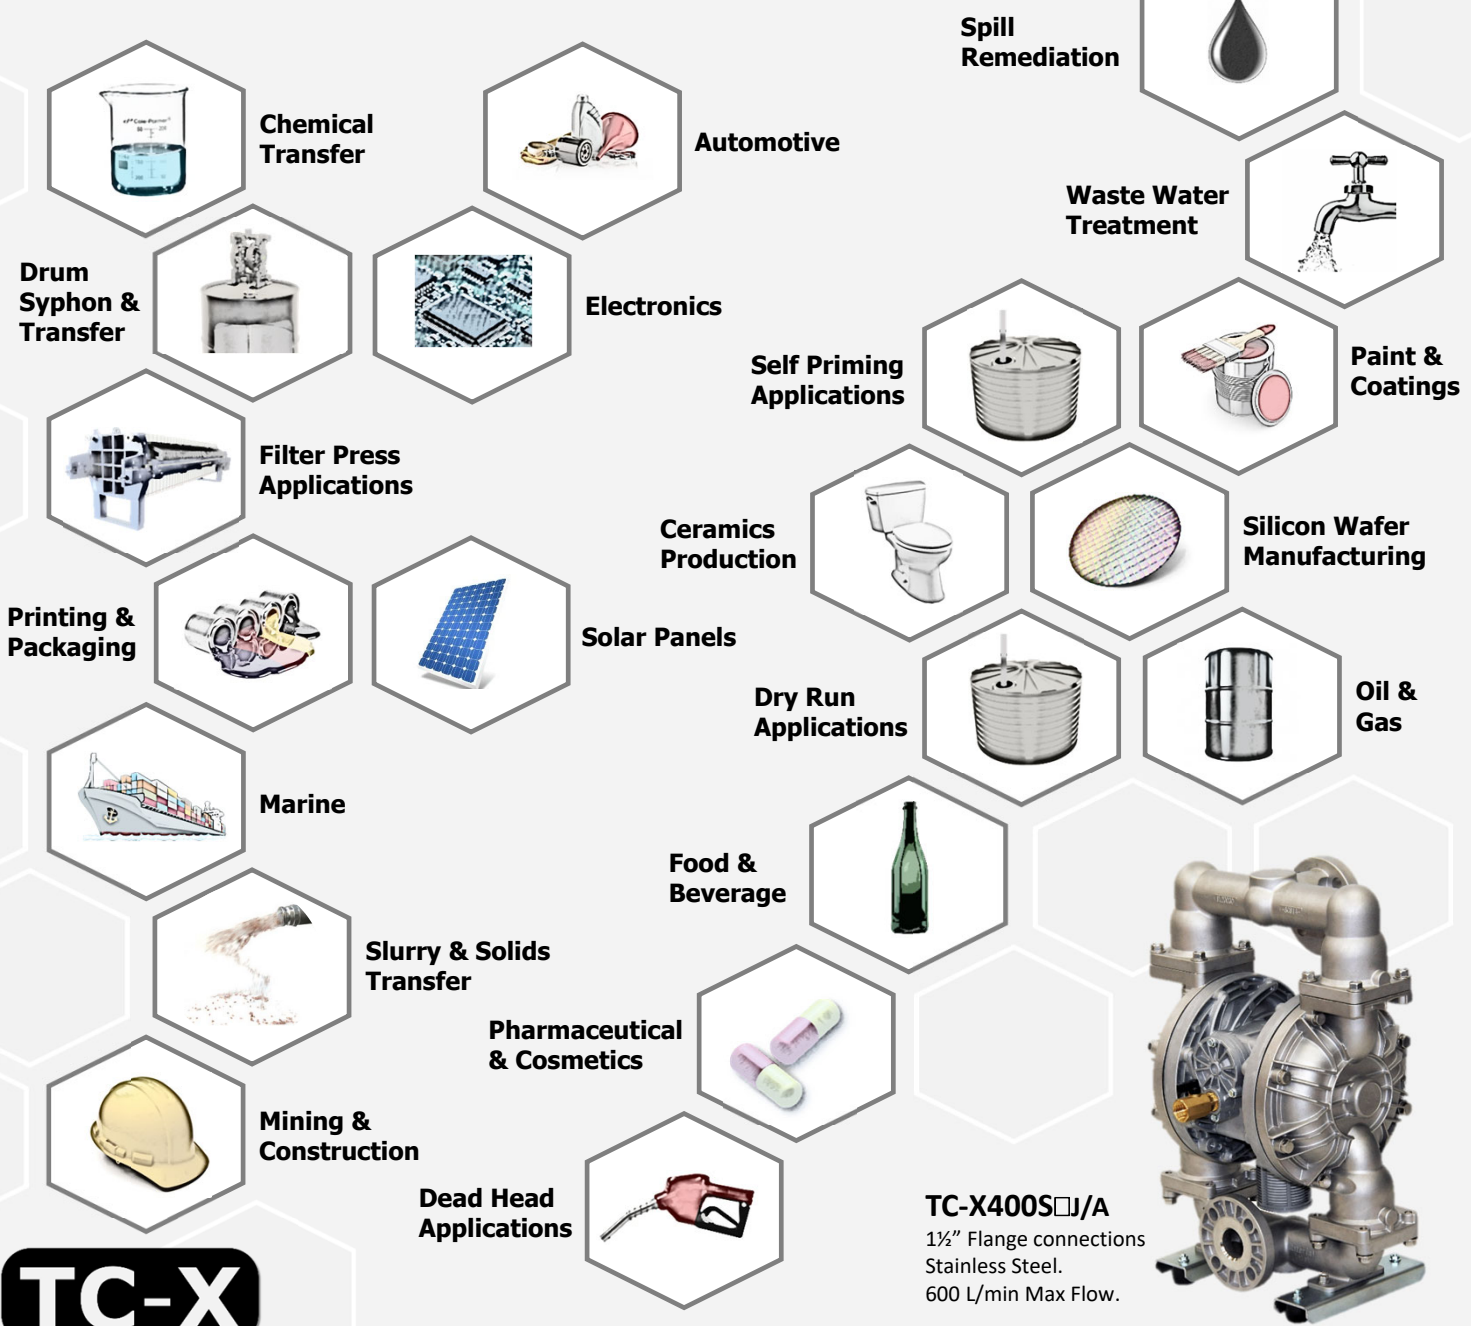 Spill
Remediation
Chemical
Transfer
Automotive
Waste Water
Treatment
Drum
Syphon &
Transfer
Electronics
Self Priming
Applications
Paint &
Coatings
Filter Press
Applications
Ceramics
Production
Silicon Wafer
Manufacturing
Printing &
Packaging
Solar Panels
Dry Run
Applications
Oil &
Gas
Marine
Food &
Beverage
Slurry & Solids
Transfer
Pharmaceutical
& Cosmetics
Mining &
Construction
Dead Head
Applications
TC-X400S□J/A
1½” Flange connections
Stainless Steel.
600 L/min Max Flow.
TC-X